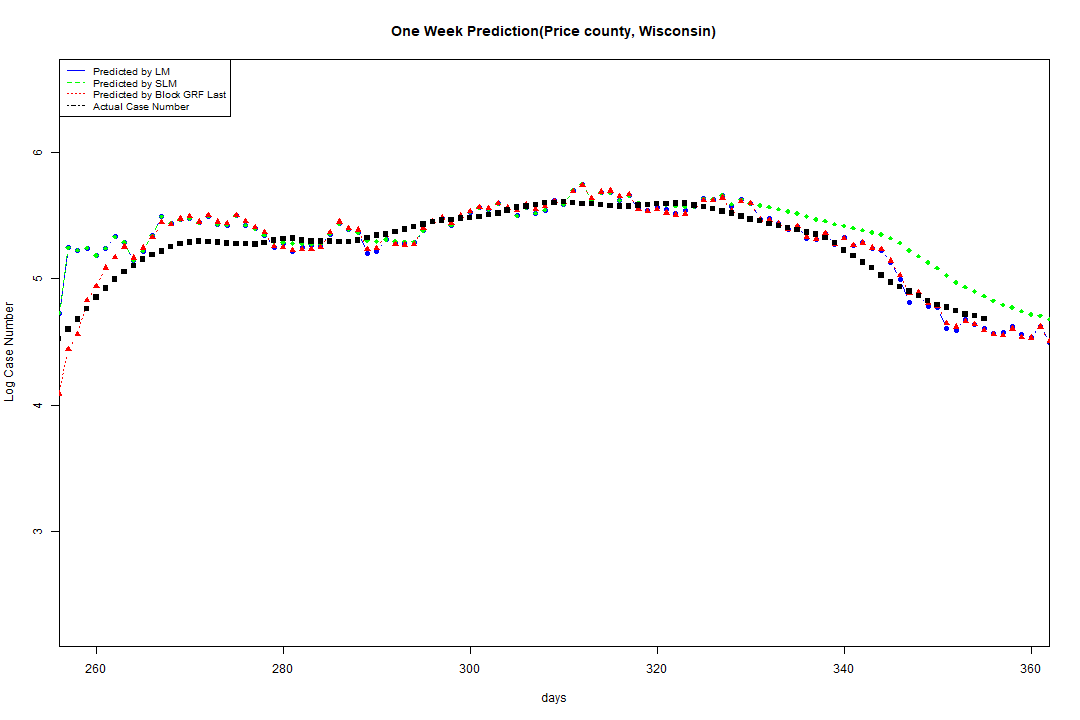 One Week Prediction(Price county, Wisconsin)
Predicted by LM
Predicted by SLM
Predicted by Block GRF Last
Actual Case Number
6
5
4
3
Log Case Number
260 280 300 320 340 360
days